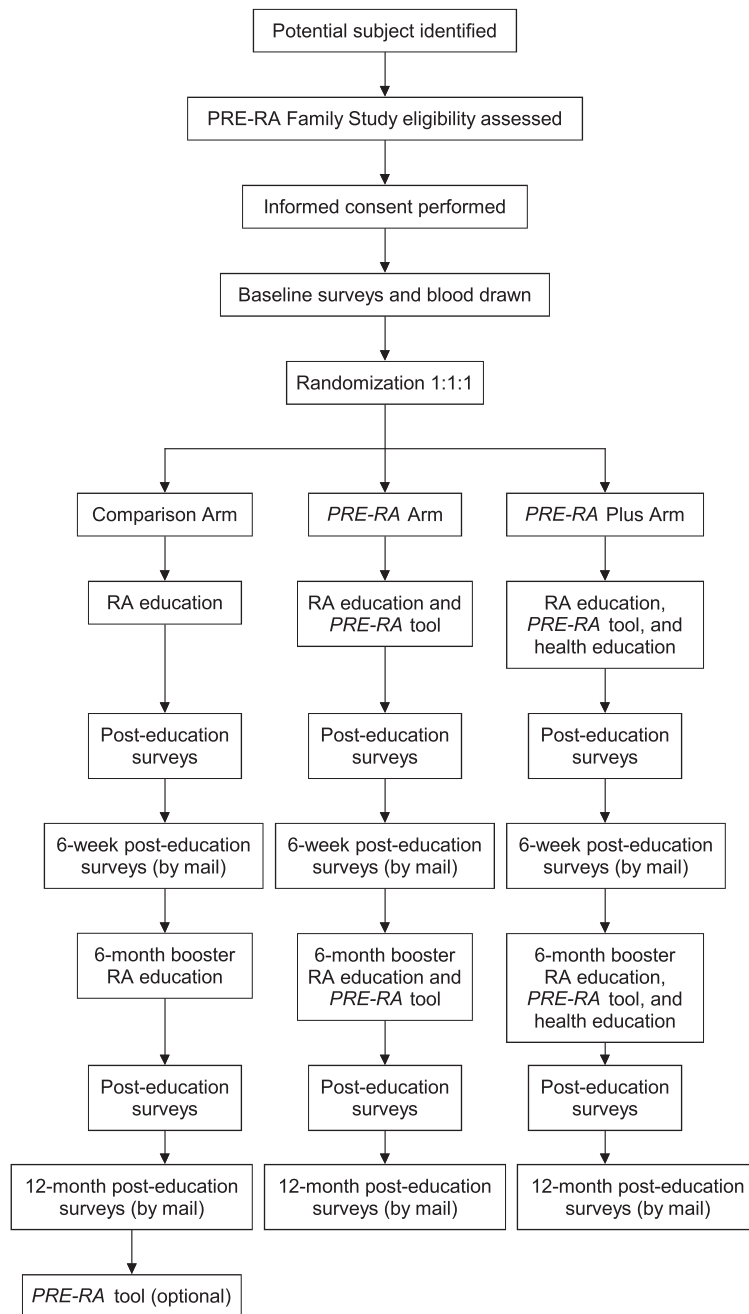 Potential subject identified
PRE-RA Family Study eligibility assessed
Informed consent performed
Baseline surveys and blood drawn
Randomization 1:1:1
Comparison Arm
PRE-RA Arm
PRE-RA Plus Arm
RA education
RA education and
PRE-RA tool
RA education,
PRE-RA tool, and
health education
Post-education
surveys
Post-education
surveys
Post-education
surveys
6-week post-education
surveys (by mail)
6-week post-education
surveys (by mail)
6-week post-education
surveys (by mail)
6-month booster
RA education
6-month booster
RA education and
PRE-RA tool
6-month booster
RA education,
PRE-RA tool, and
health education
Post-education
surveys
Post-education
surveys
Post-education
surveys
12-month post-education
surveys (by mail)
12-month post-education
surveys (by mail)
12-month post-education
surveys (by mail)
PRE-RA tool (optional)